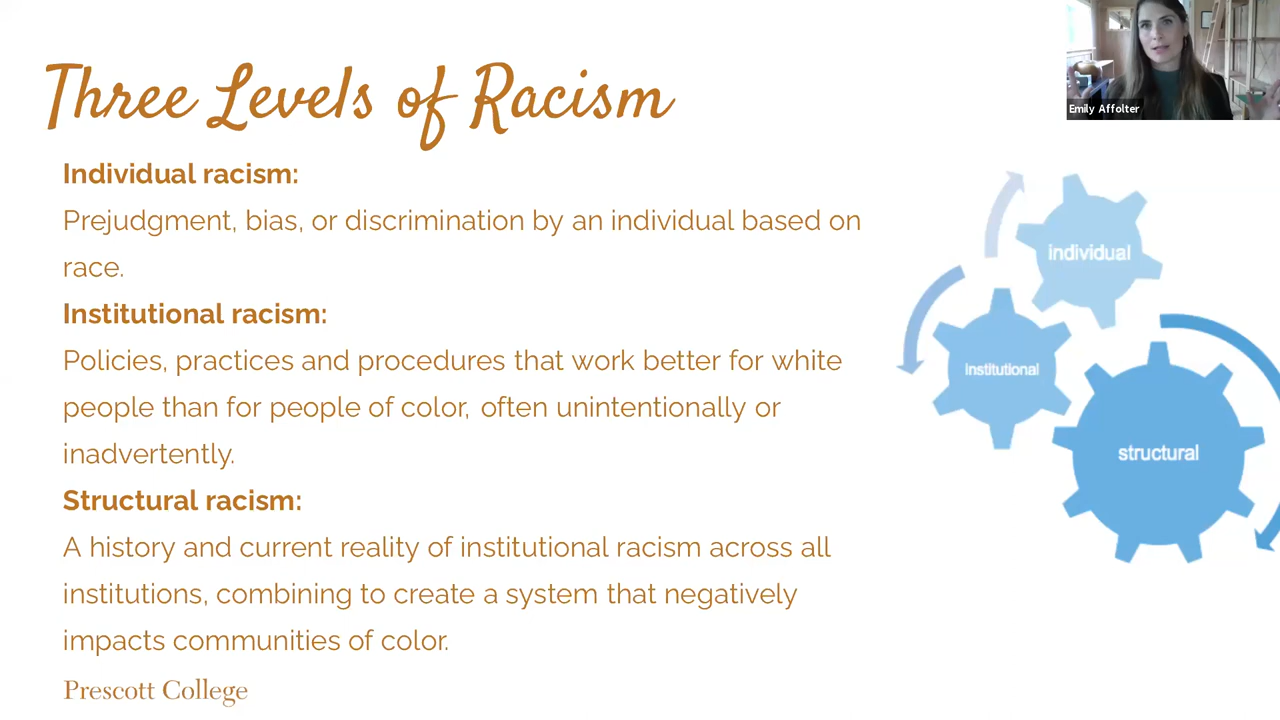 Three Levels of Racism
Emily Affolter
Individual racism:
Prejudgment, bias, or discrimination by an individual based on
race.
Institutional racism:
Policies, practices and procedures that work better for white
people than for people of color, often unintentionally or
inadvertently.
Structural racism:
A history and current reality of institutional racism across all
institutions, combining to create a system that negatively
impacts communities of color.
Prescott College
individual
institutional
structural